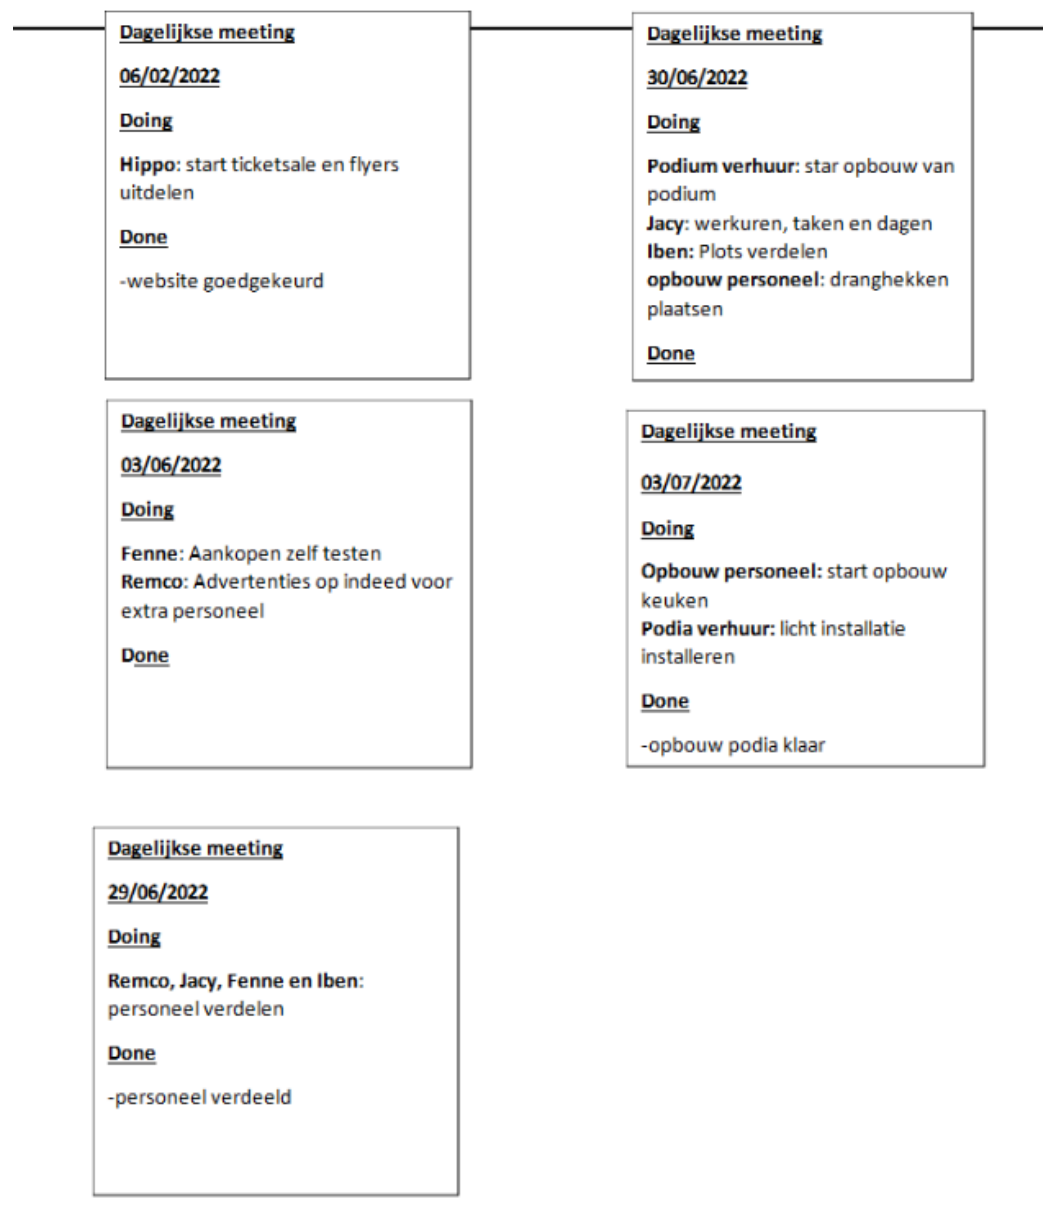 Dagelijkse meeting
06/02/2022
Doing
Hippo: start ticketsale en flyers
uitdelen
Done
-website goedgekeurd
Dagelijkse meeting
03/06/2022
Doing
Fenne: Aankopen zelf testen
Remco: Advertenties op indeed voor
extra personeel
Done
Dagelijkse meeting
29/06/2022
Doing
Remco, Jacy, Fenne en Iben:
personeel verdelen
Done
-personeel verdeeld
Dagelijkse meeting
30/06/2022
Doing
Podium verhuur: star opbouw van
podium
Jacy: werkuren, taken en dagen
Iben: Plots verdelen
opbouw personeel: dranghekken
plaatsen
Done
Dagelijkse meeting
03/07/2022
Doing
Opbouw personeel: start opbouw
keuken
Podia verhuur: licht installatie
installeren
Done
-opbouw podia klaar